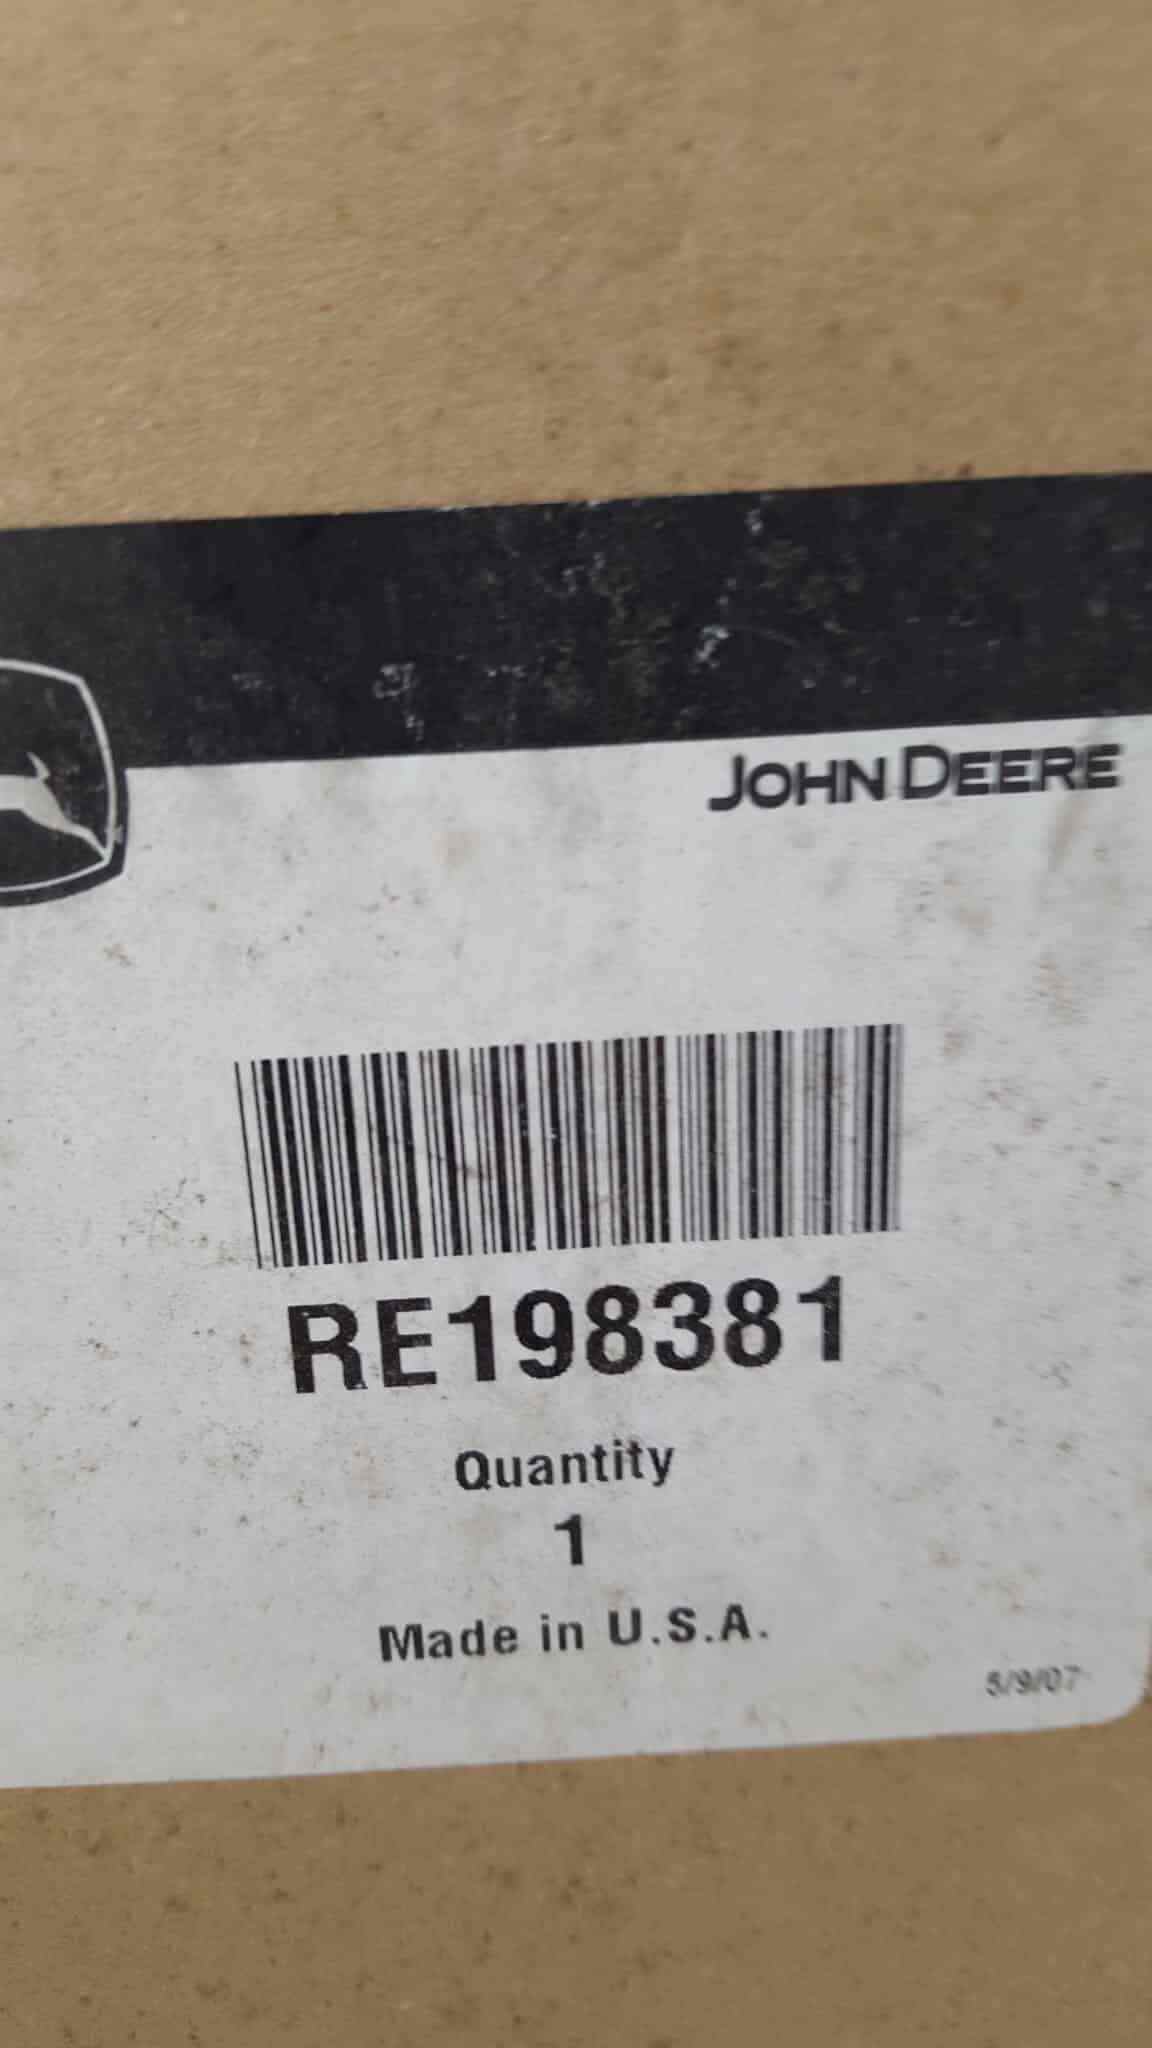 JOHN DEERE
RE198381
Quantity
1
Made in U.S.A.
5/9/07